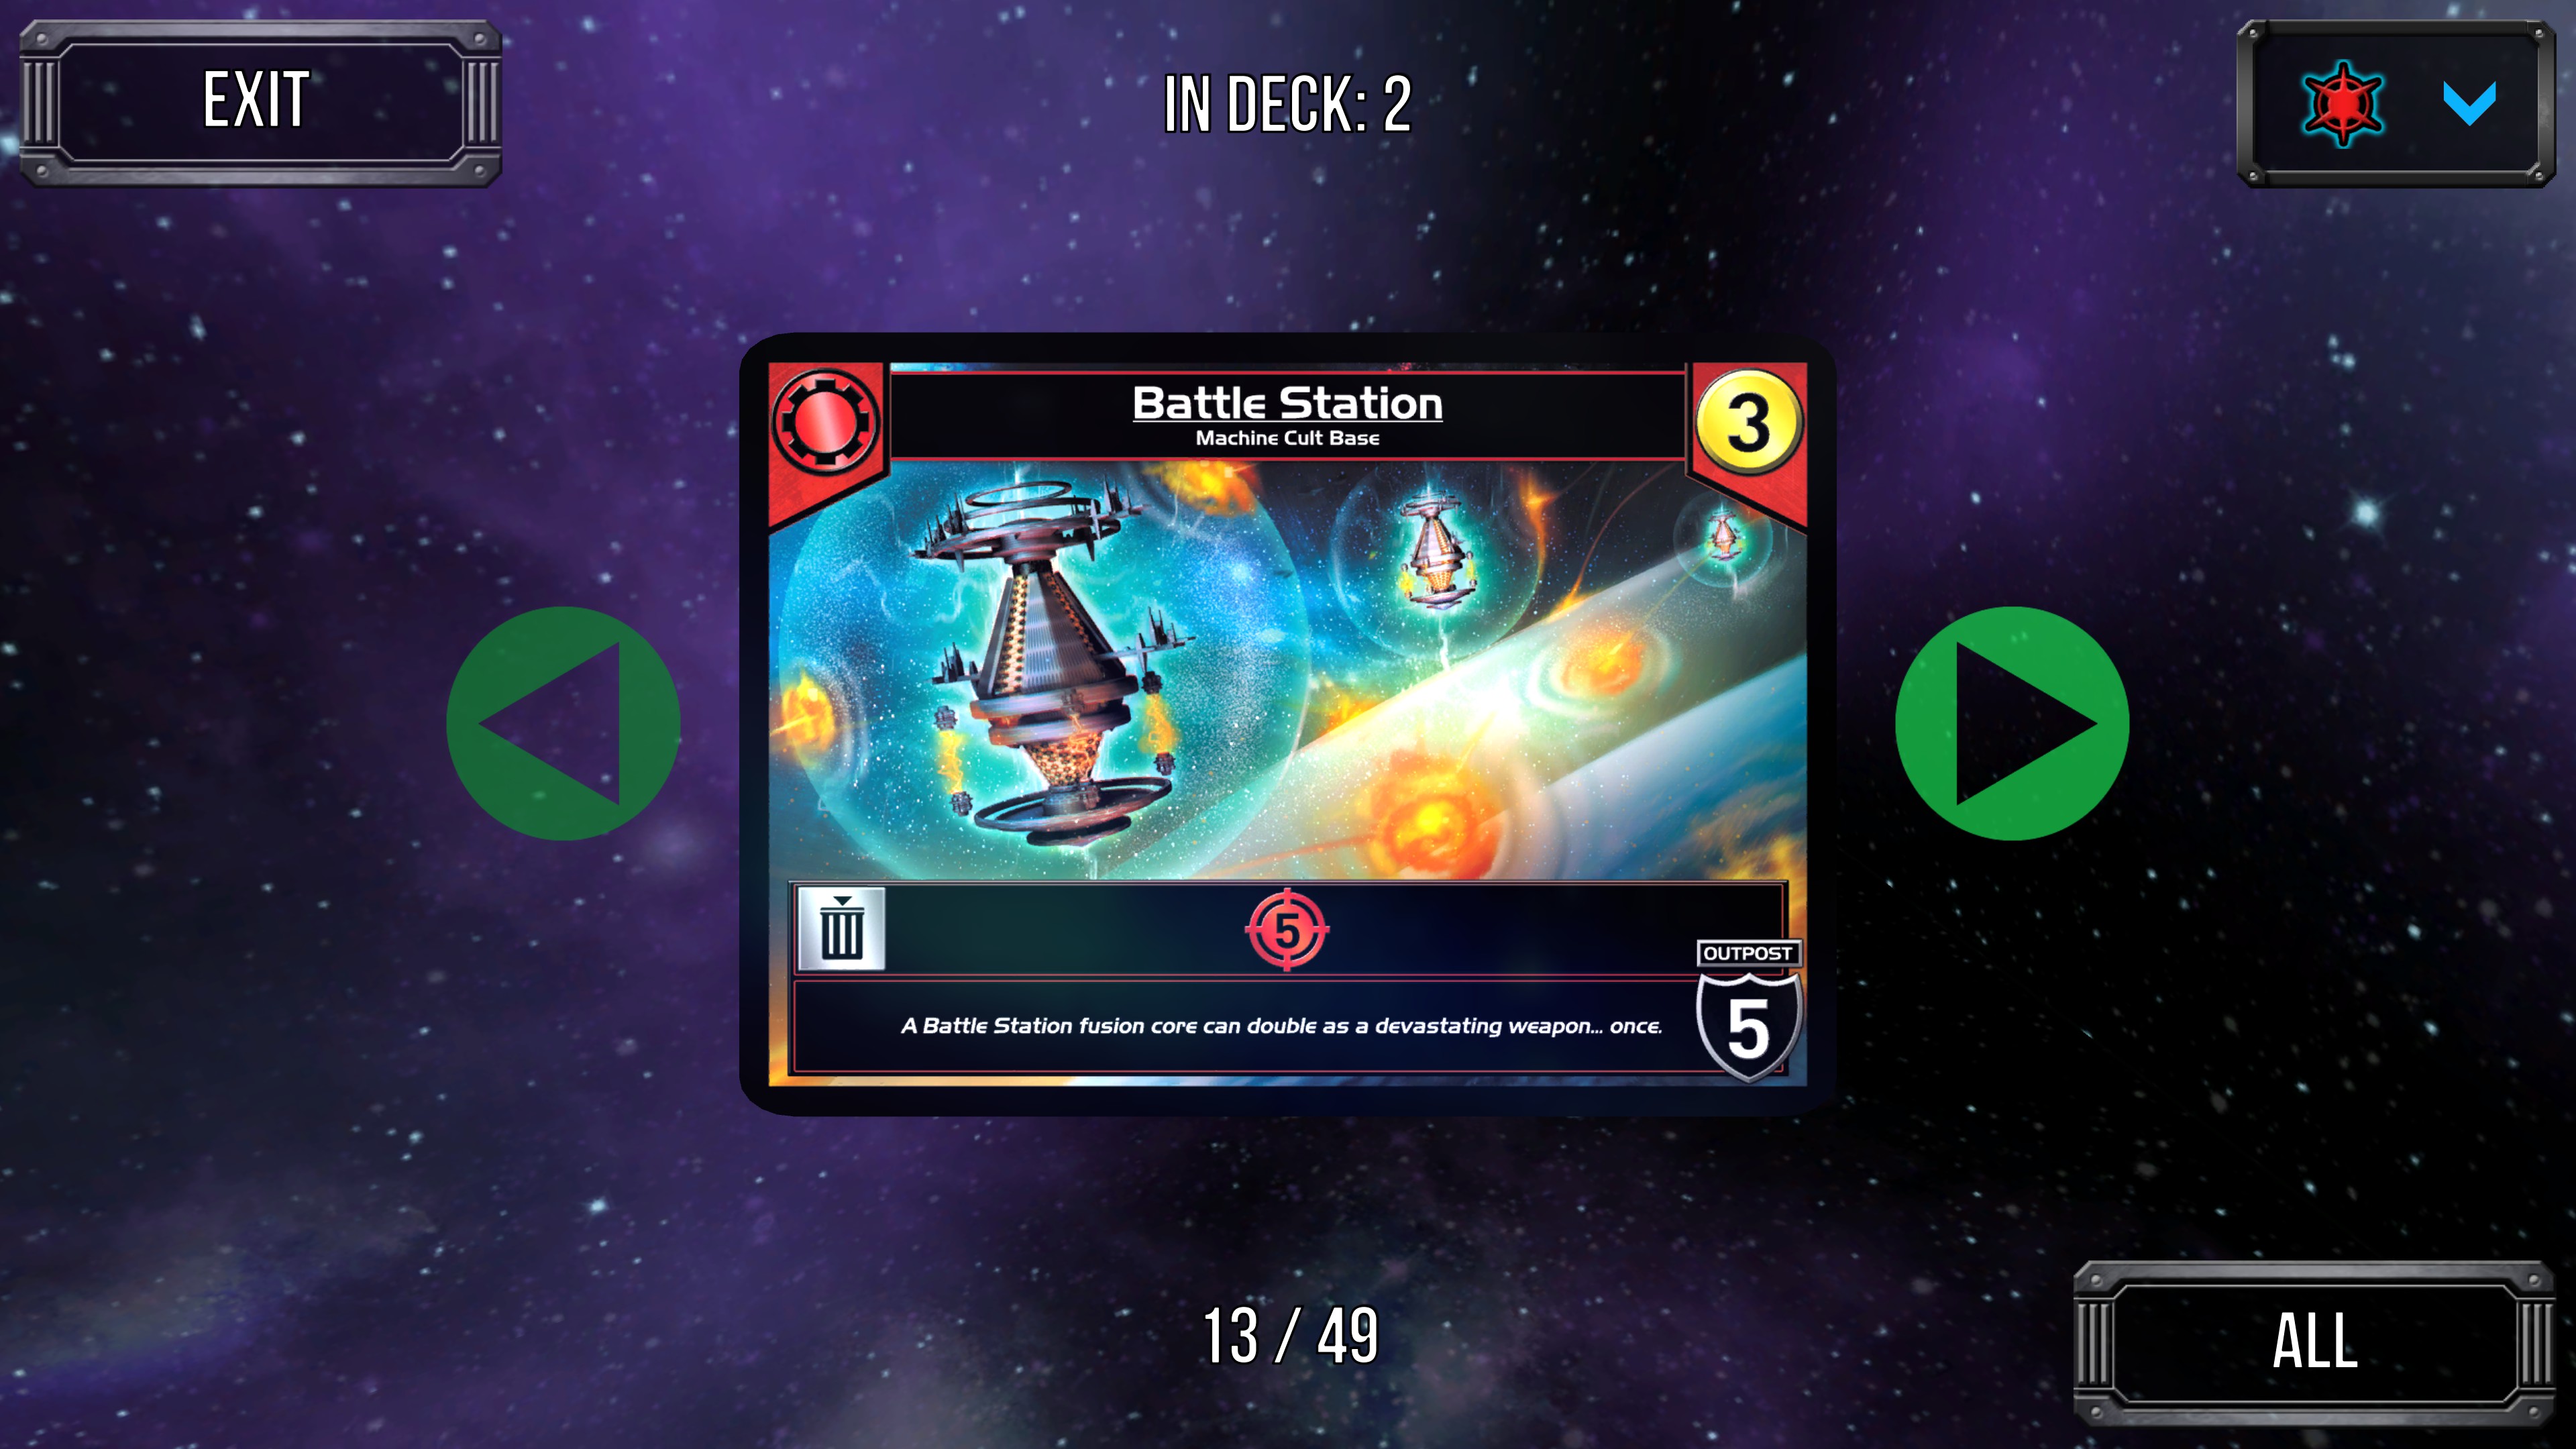 EXIT
IN DECK: 2
Battle Station
3
Machine Cult Base
5
OUTPOST
5
A Battle Station fusion core can double as a devastating weapon... once.
13 / 49
ALL